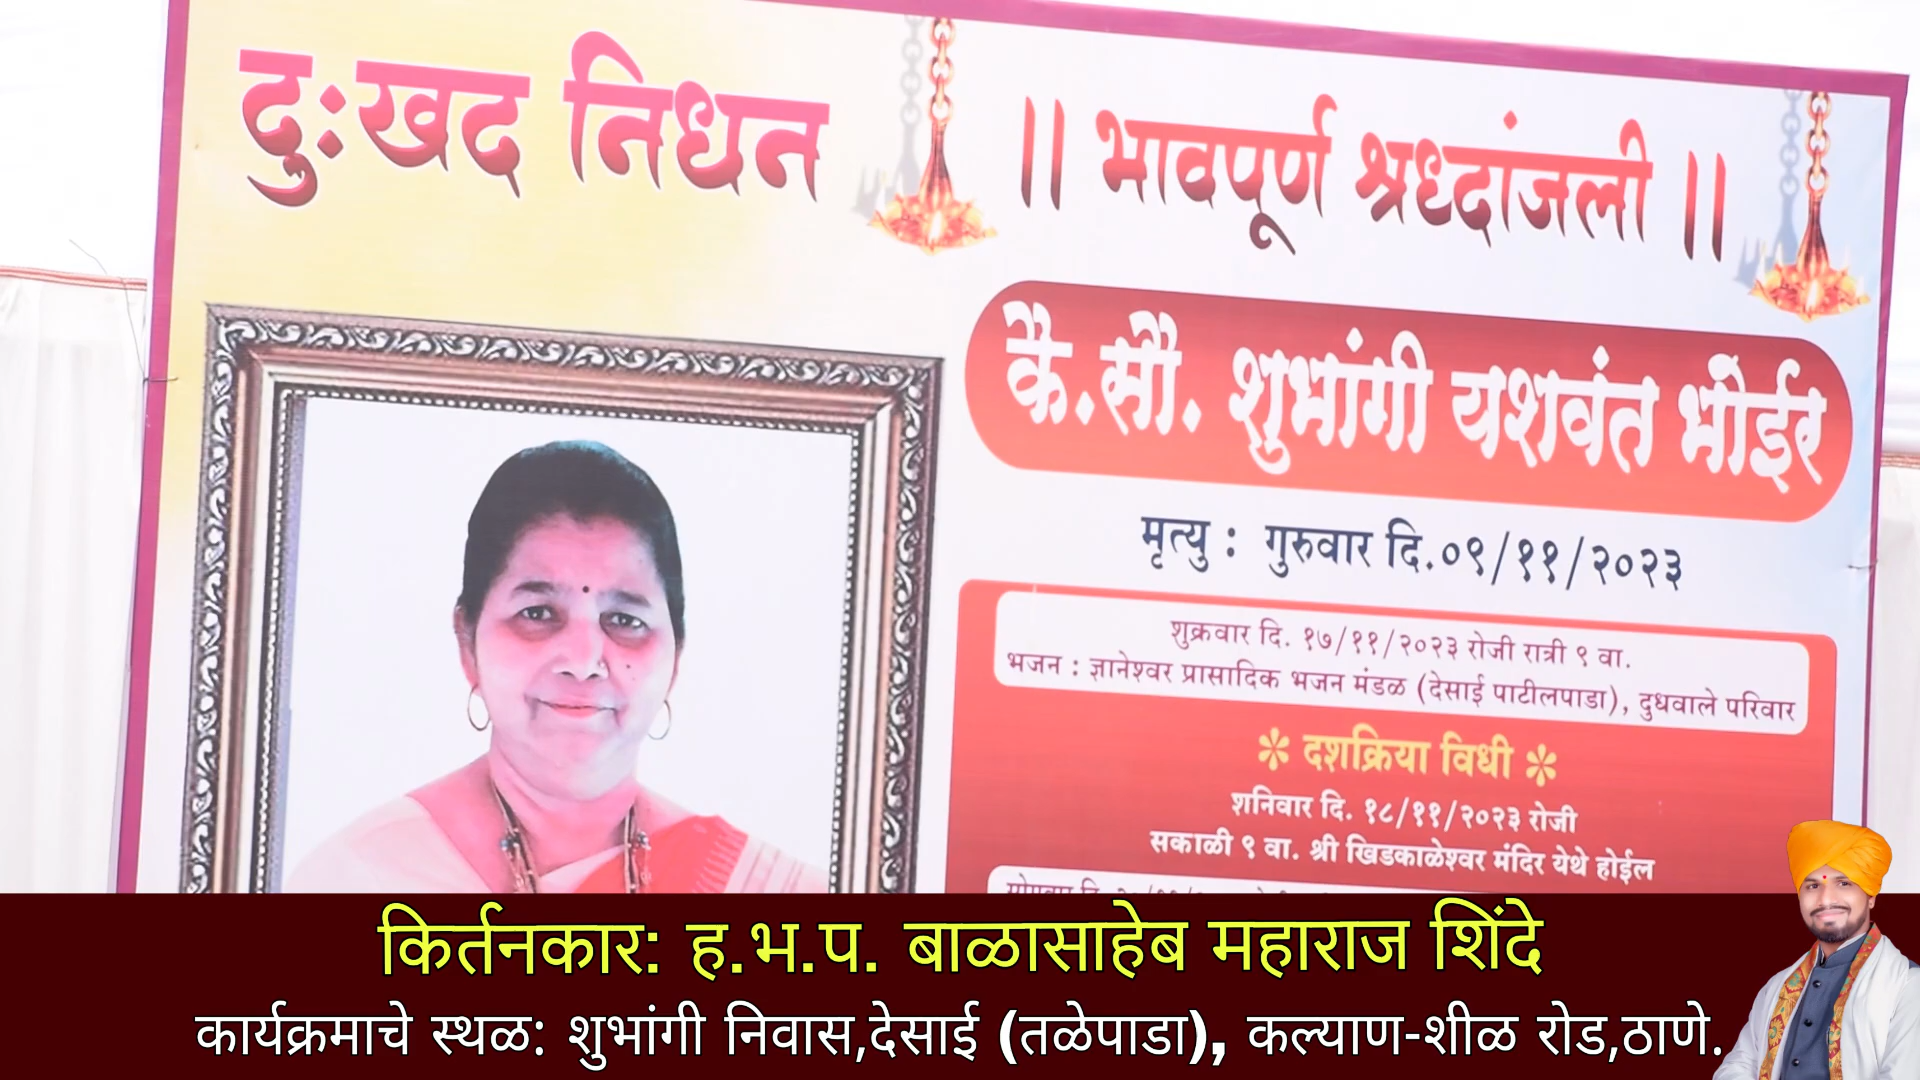 दुःखद निधन
|| भावपूर्ण श्रध्दांजली ||
कै.सौ. शुभांगी यशवंत भोईर
मृत्यु : गुरुवार दि.०९/११/२०२३
शुक्रवार दि. १७/११/२०२३ रोजी रात्री ९ वा.
भजन : ज्ञानेश्वर प्रासादिक भजन मंडळ (देसाई पाटीलपाडा), दुधवाले परिवार
❇ दशक्रिया विधी ❇
शनिवार दि. १८/११/२०२३ रोजी
सकाळी ९ वा. श्री खिडकाळेश्वर मंदिर येथे होईल
किर्तनकार: ह.भ.प. बाळासाहेब महाराज शिंदे
कार्यक्रमाचे स्थळ: शुभांगी निवास,देसाई (तळेपाडा), कल्याण-शीळ रोड,ठाणे.